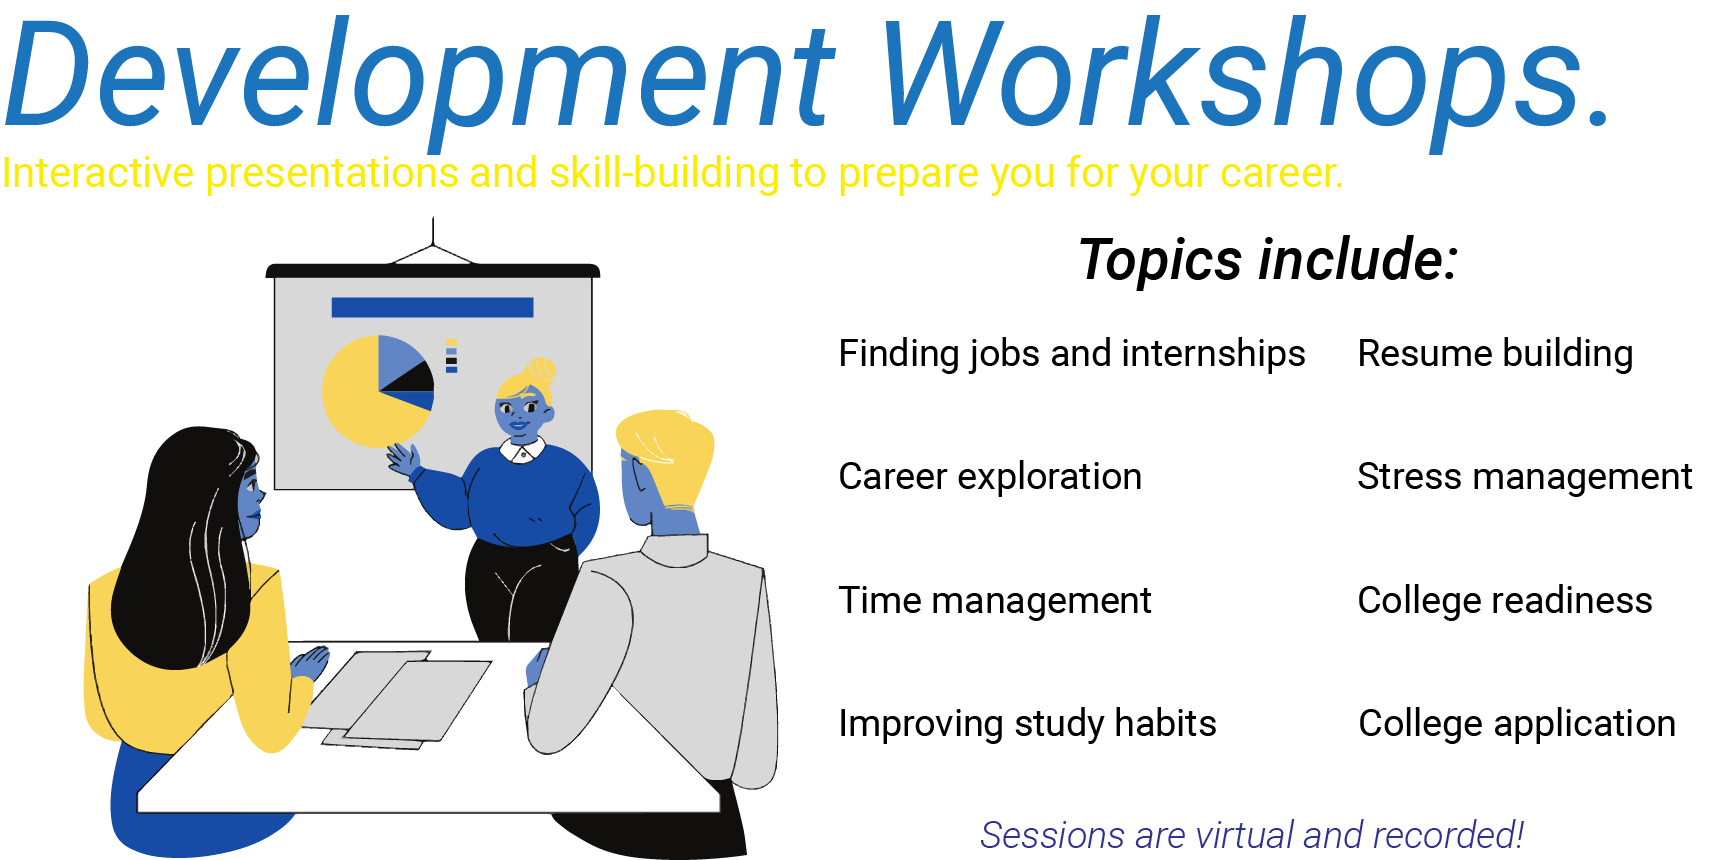 Development Workshops.
Interactive presentations and skill-building to prepare you for your career.
Topics include:
Finding jobs and internships
Resume building
Career exploration
Stress management
Time management
College readiness
Improving study habits
College application
Sessions are virtual and recorded!